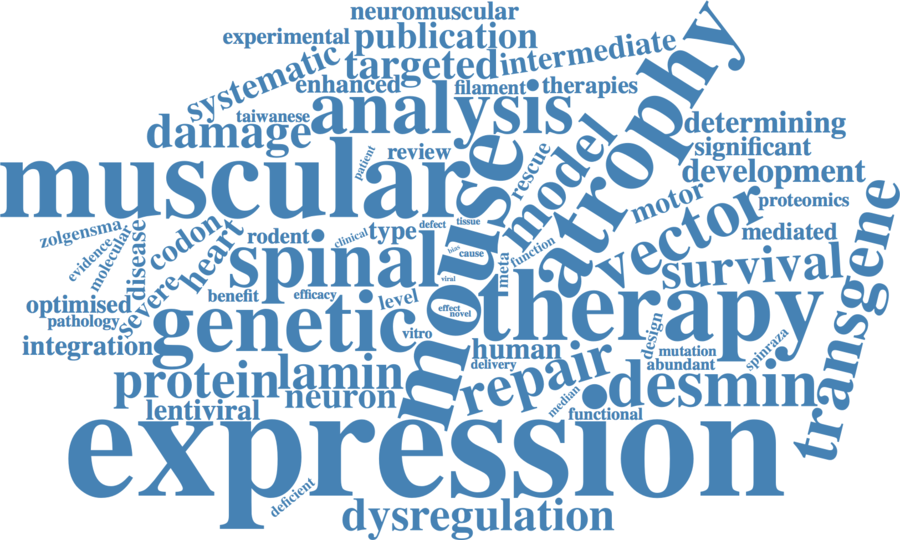 neuromuscular
experimental
publication
systematic
targeted
intermediate
enhanced
filament
therapies
analysis
taiwanese
damage
atrophy
determining
significant
development
muscular
patient
review
mouse
rescue
model
motor
proteomics
vector
mediated
transgene
zolgensma
evidence
molecular
disease
codon
heart
rodent
clinical
type
defect
tissue
bias
cause
viral
meta
function
spinal
survival
severe
benefit
efficacy
level
effect
novel
therapy
optimised
pathology
integration
genetic
vitro
human
delivery
design
mutation
abundant
spinraza
protein
lamin
neuron
repair
desmin
lentiviral
median
functional
expression
deficient
dysregulation